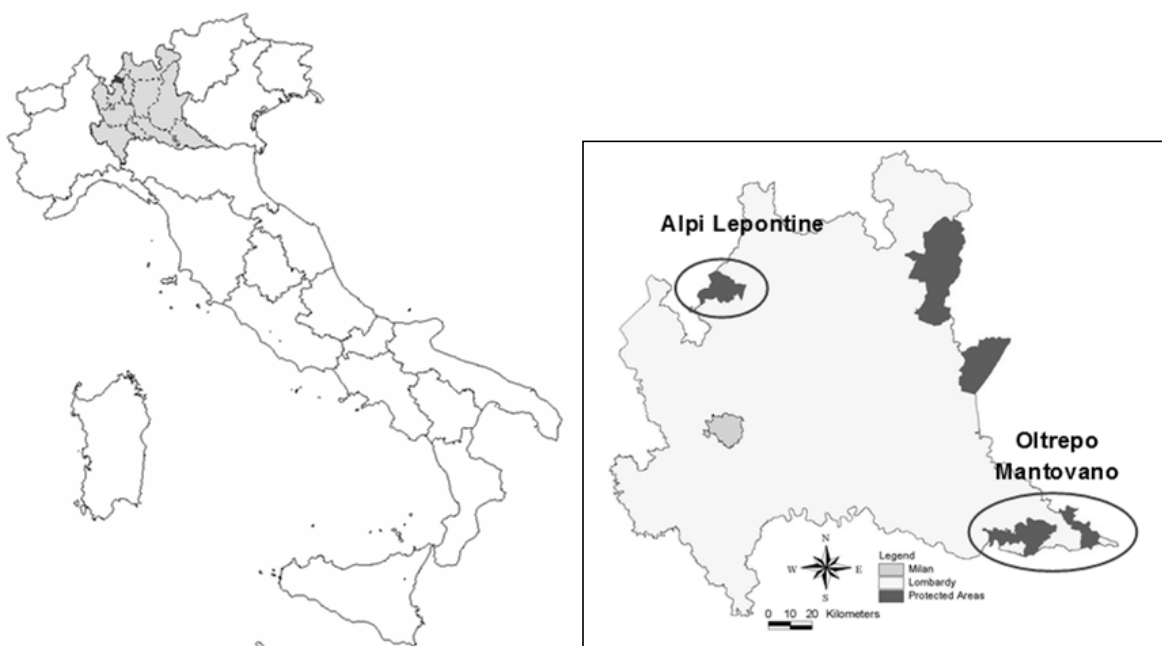 Alpi Lepontine
Oltrepo
Mantovano
N
W E
S
Legend
Milan
Lombardy
Protected Areas
0 10 20 Kilometers